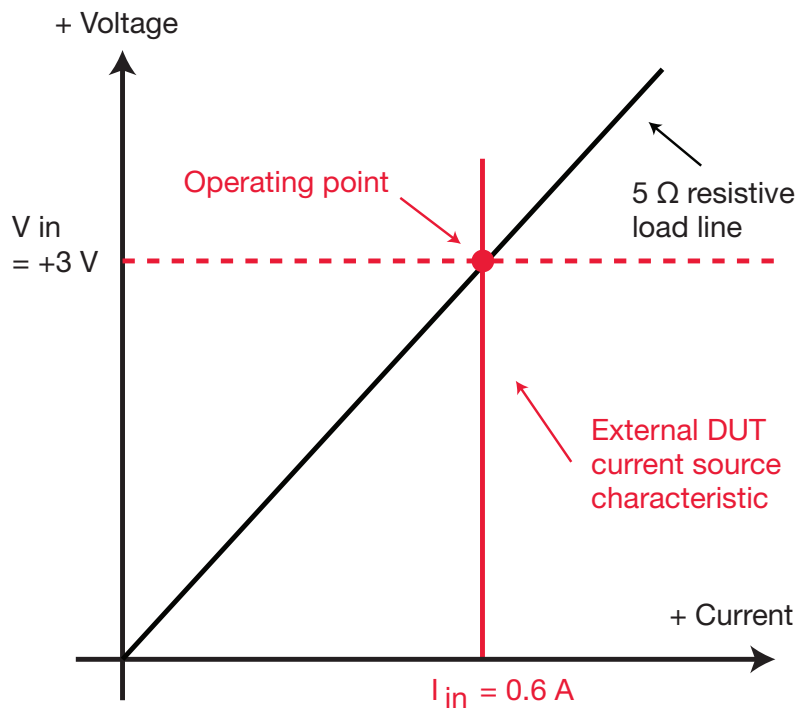 + Voltage
Operating point
5 Ω resistive
load line
V in
= +3 V
External DUT
current source
characteristic
+ Current
I in = 0.6 A